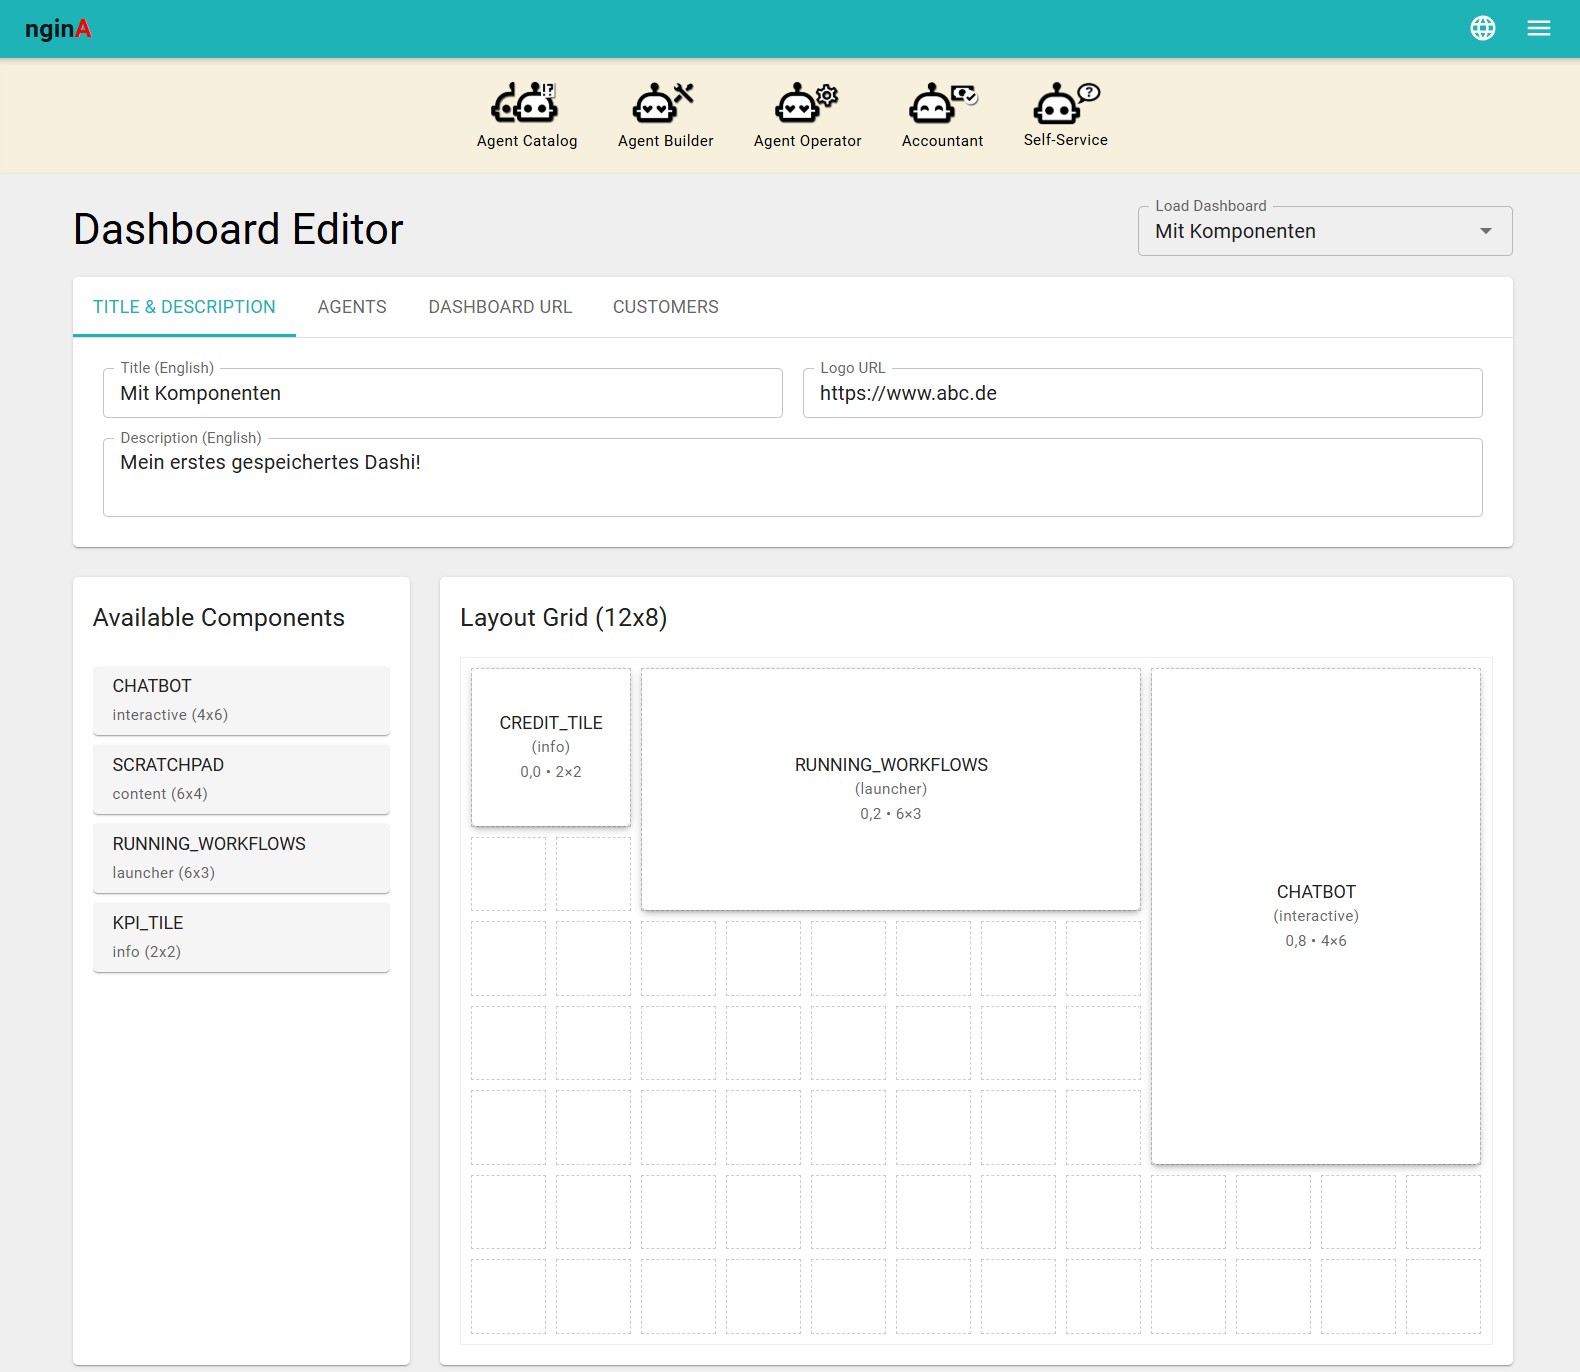 nginA
Agent Catalog
Agent Builder
Agent Operator
Accountant
Self-Service
Dashboard Editor
Load Dashboard
Mit Komponenten
TITLE & DESCRIPTION
AGENTS
DASHBOARD URL
CUSTOMERS
Title (English)
Mit Komponenten
Logo URL
https://www.abc.de
Description (English)
Mein erstes gespeichertes Dashi!
Available Components
CHATBOT
interactive (4x6)
SCRATCHPAD
content (6x4)
RUNNING_WORKFLOWS
launcher (6x3)
KPI_TILE
info (2x2)
Layout Grid (12x8)
CREDIT_TILE
(info)
0,0 • 2×2
RUNNING_WORKFLOWS
(launcher)
0,2 • 6×3
CHATBOT
(interactive)
0,8 • 4×6